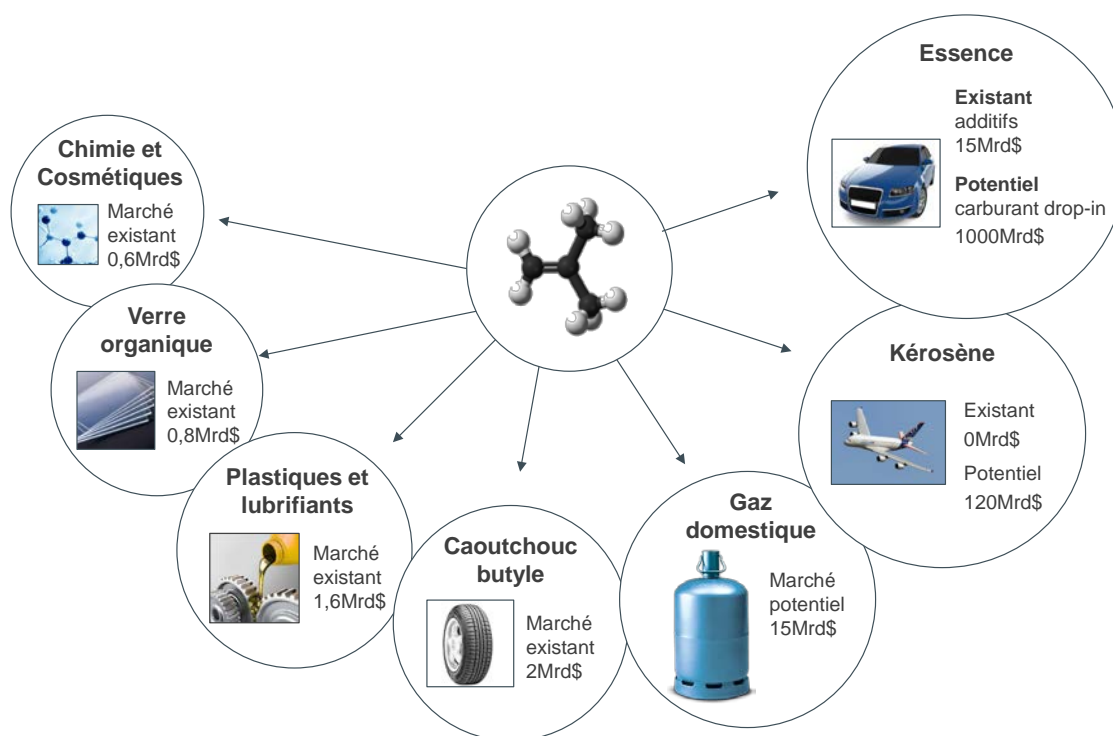 Essence
Existant
additifs
15Mrd$
Potentiel
carburant drop-in
1000Mrd$
Chimie et
Cosmétiques
Marché
existant
0,6Mrd$
Verre
organique
Marché
existant
0,8Mrd$
Kérosène
Existant
0Mrd$
Potentiel
120Mrd$
Plastiques et
lubrifiants
Marché
existant
1,6Mrd$
Caoutchouc
butyle
Marché
existant
2Mrd$
Gaz
domestique
Marché
potentiel
15Mrd$